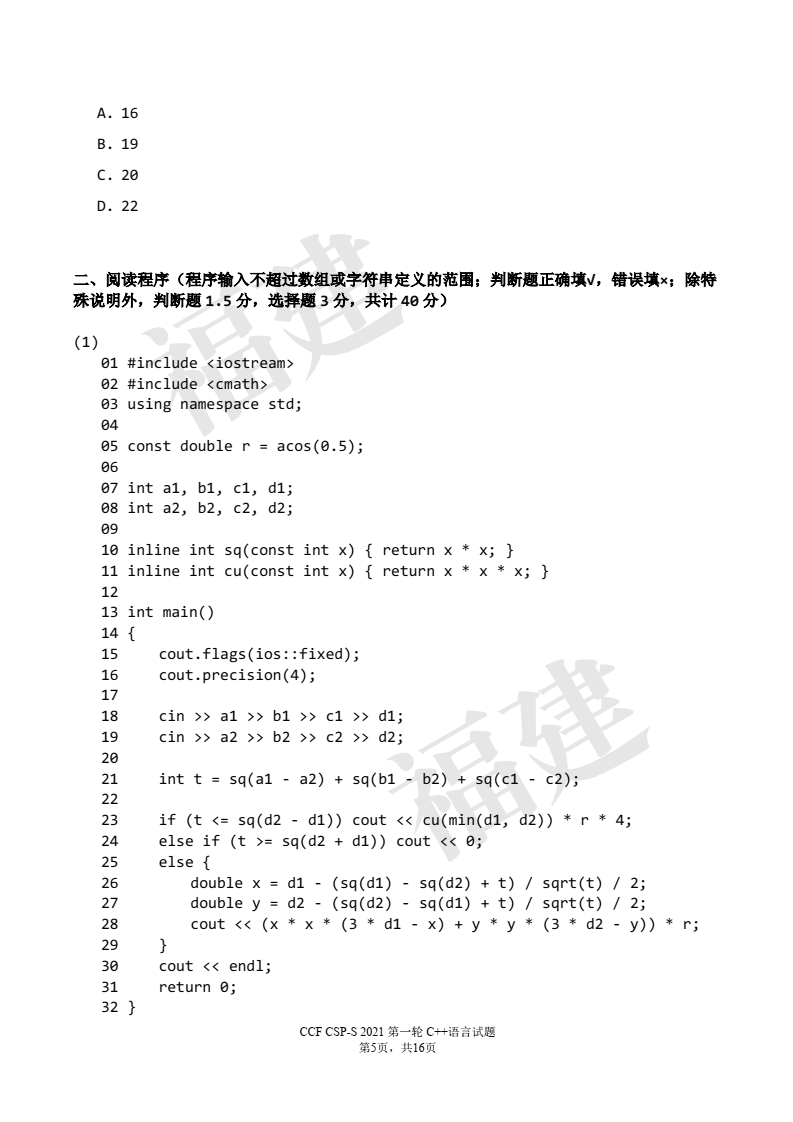 A. 16
B. 19
C. 20
D. 22
二、阅读程序（程序输入不超过数组或字符串定义的范围；判断题正确填√，错误填×；除特
殊说明外，判断题 1.5 分，选择题 3 分，共计 40 分）
(1)
01 #include <iostream>
02 #include <cmath>
03 using namespace std;
04
05 const double r = acos(0.5);
06
07 int a1, b1, c1, d1;
08 int a2, b2, c2, d2;
09
10 inline int sq(const int x) { return x * x; }
11 inline int cu(const int x) { return x * x * x; }
12
13 int main()
14 {
15     cout.flags(ios::fixed);
16     cout.precision(4);
17
18     cin >> a1 >> b1 >> c1 >> d1;
19     cin >> a2 >> b2 >> c2 >> d2;
20
21     int t = sq(a1 - a2) + sq(b1 - b2) + sq(c1 - c2);
22
23     if (t <= sq(d2 - d1)) cout << cu(min(d1, d2)) * r * 4;
24     else if (t >= sq(d2 + d1)) cout << 0;
25     else {
26         double x = d1 - (sq(d1) - sq(d2) + t) / sqrt(t) / 2;
27         double y = d2 - (sq(d2) - sq(d1) + t) / sqrt(t) / 2;
28         cout << (x * x * (3 * d1 - x) + y * y * (3 * d2 - y)) * r;
29     }
30     cout << endl;
31     return 0;
32 }
福建
福建
CCF CSP-S 2021 第一轮 C++语言试题
第5页，共16页